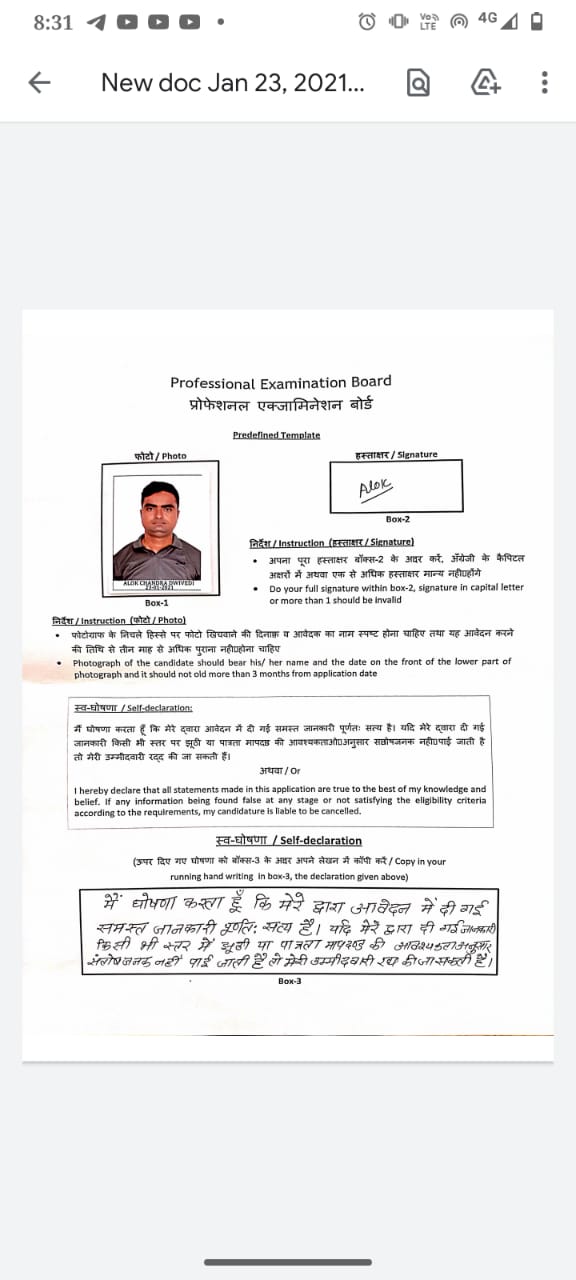 8:31
VoLTE 4G
New doc Jan 23, 2021...
Professional Examination Board
प्रोफेशनल एक्जामिनेशन बोर्ड
Predefined Template
फोटो / Photo
हस्ताक्षर / Signature
Alok
Box-2
ALOK CHANDRA DWIVEDI
23-01-2021
Box-1
निर्देश / Instruction (हस्ताक्षर / Signature)
• अपना पूरा हस्ताक्षर बॉक्स-2 के अंदर करें, अँग्रेजी के कैपिटल
अक्षरों में अथवा एक से अधिक हस्ताक्षर मान्य नहीं होंगे
• Do your full signature within box-2, signature in capital letter
or more than 1 should be invalid
निर्देश / Instruction (फोटो / Photo)
• फोटोग्राफ के निचले हिस्से पर फोटो खिचवाने की दिनाक़ व आवेदक का नाम स्पष्ट होना चाहिए तथा यह आवेदन करने
की तिथि से तीन माह से अधिक पुराना नहीं होना चाहिए
• Photograph of the candidate should bear his/ her name and the date on the front of the lower part of
photograph and it should not old more than 3 months from application date
स्व-घोषणा / Self-declaration:
मैं घोषणा करता हूँ कि मेरे द्वारा आवेदन में दी गई समस्त जानकारी पूर्णतः सत्य है। यदि मेरे द्वारा दी गई
जानकारी किसी भी स्तर पर झूठी या पात्रता मापदण्ड की आवश्यकताओं अनुसार संतोषजनक नहीं पाई जाती है
तो मेरी उम्मीदवारी रद्द की जा सकती हैं।
अथवा / Or
I hereby declare that all statements made in this application are true to the best of my knowledge and
belief. If any information being found false at any stage or not satisfying the eligibility criteria
according to the requirements, my candidature is liable to be cancelled.
स्व-घोषणा / Self-declaration
(ऊपर दिए गए घोषणा को बॉक्स-3 के अंदर अपने लेखन में कॉपी करें / Copy in your
running hand writing in box-3, the declaration given above)
मैं घोषणा करता हूँ कि मेरे द्वारा आवेदन में दी गई
समस्त जानकारी पूर्णत: सत्य है। यदि मेरे द्वारा दी गई जानकारी
किसी भी स्तर में झूठी या पात्रता मापदण्ड की आवश्यकताअनुसार
संतोषजनक नहीं पाई जाती है तो मेरी उम्मीदवारी रद्द की जा सकती है।
Box-3